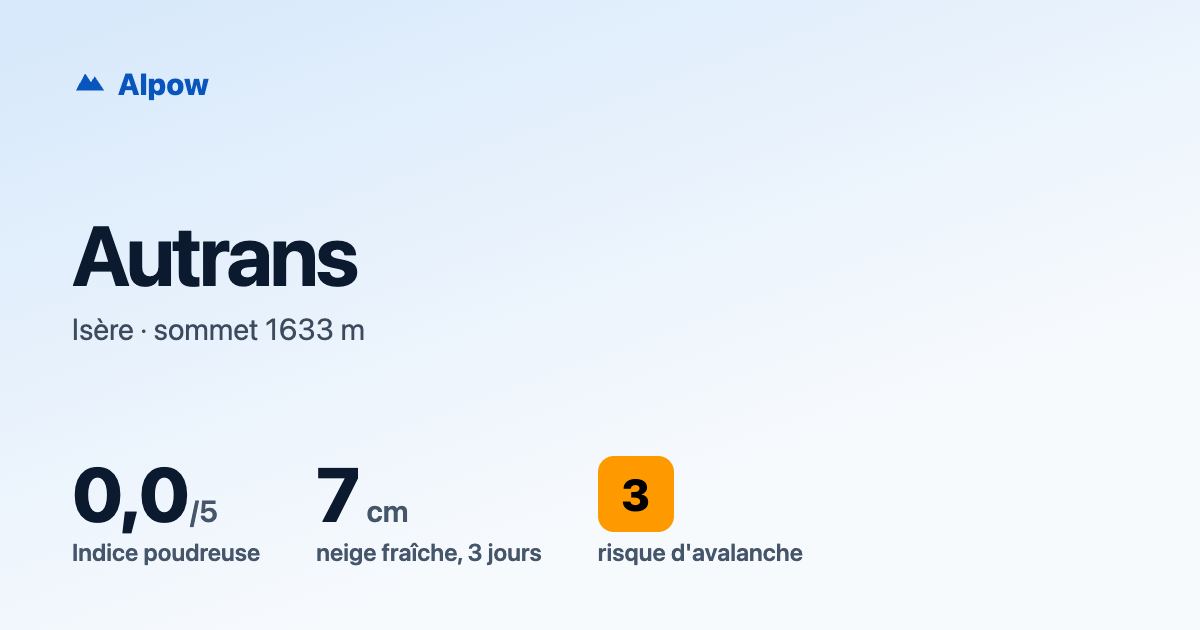 Alpow
Autrans
Isère · sommet 1633 m
0,0/5
Indice poudreuse
7 cm
neige fraîche, 3 jours
3
risque d'avalanche